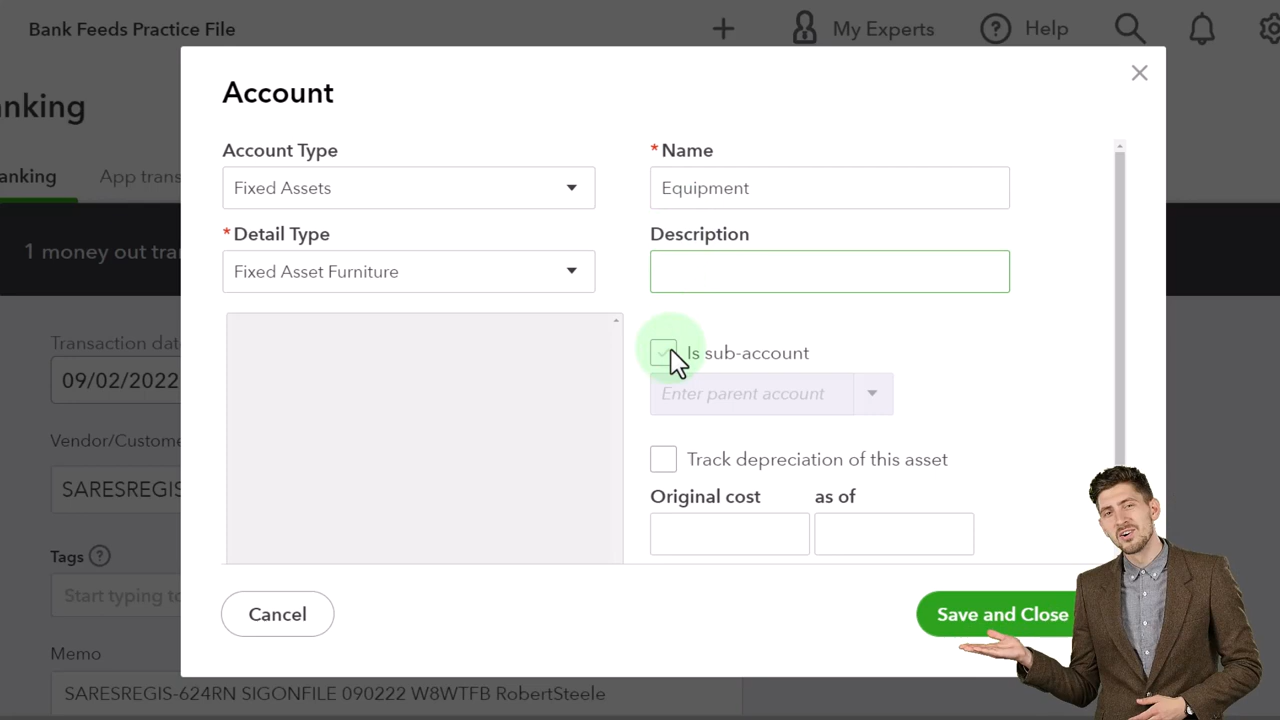 Bank Feeds Practice File
My Experts
Help
anking
Account
anking
App trans
Account Type
* Name
Fixed Assets
Equipment
* Detail Type
Description
Fixed Asset Furniture
1 money out tran
Transaction dat
Is sub-account
09/02/2022
Enter parent account
Vendor/Custome
Track depreciation of this asset
SARESREGIS
Original cost
as of
Tags ?
Start typing to
Cancel
Save and Close
Memo
SARESREGIS-624RN SIGONFILE 090222 W8WTFB RobertSteele